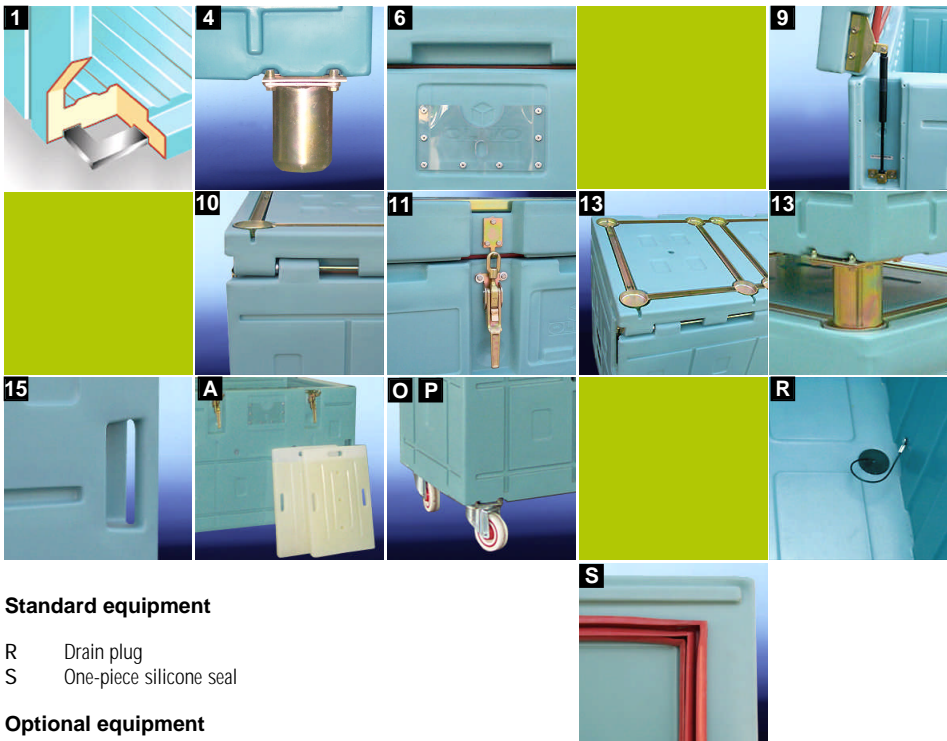 1
4
6
9
10
11
13
13
15
A
O P
R
S
Standard equipment
R Drain plug
S One-piece silicone seal
Optional equipment